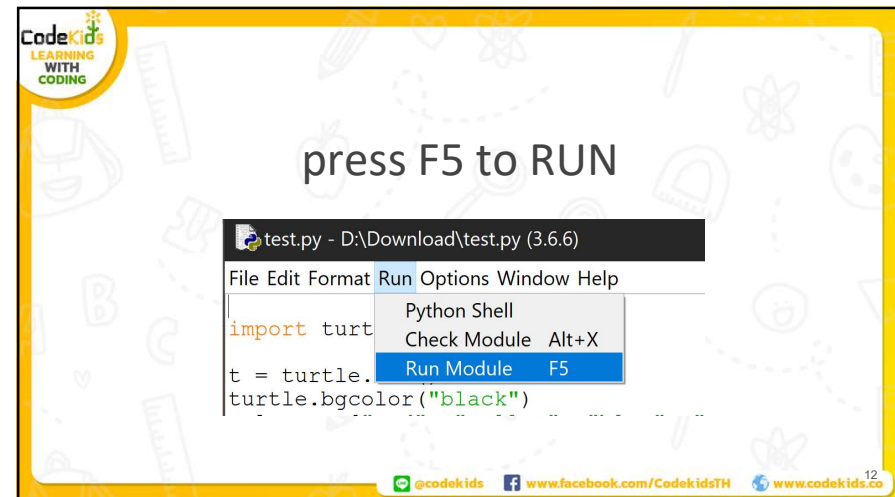 CodeKids
LEARNING
WITH
CODING
press F5 to RUN
test.py - D:\Download\test.py (3.6.6)
File Edit Format Run Options Window Help
Python Shell
import turt
Check Module Alt+X
Run Module F5
t = turtle.
turtle.bgcolor("black")
@codekids www.facebook.com/CodekidsTH www.codekids.co
12